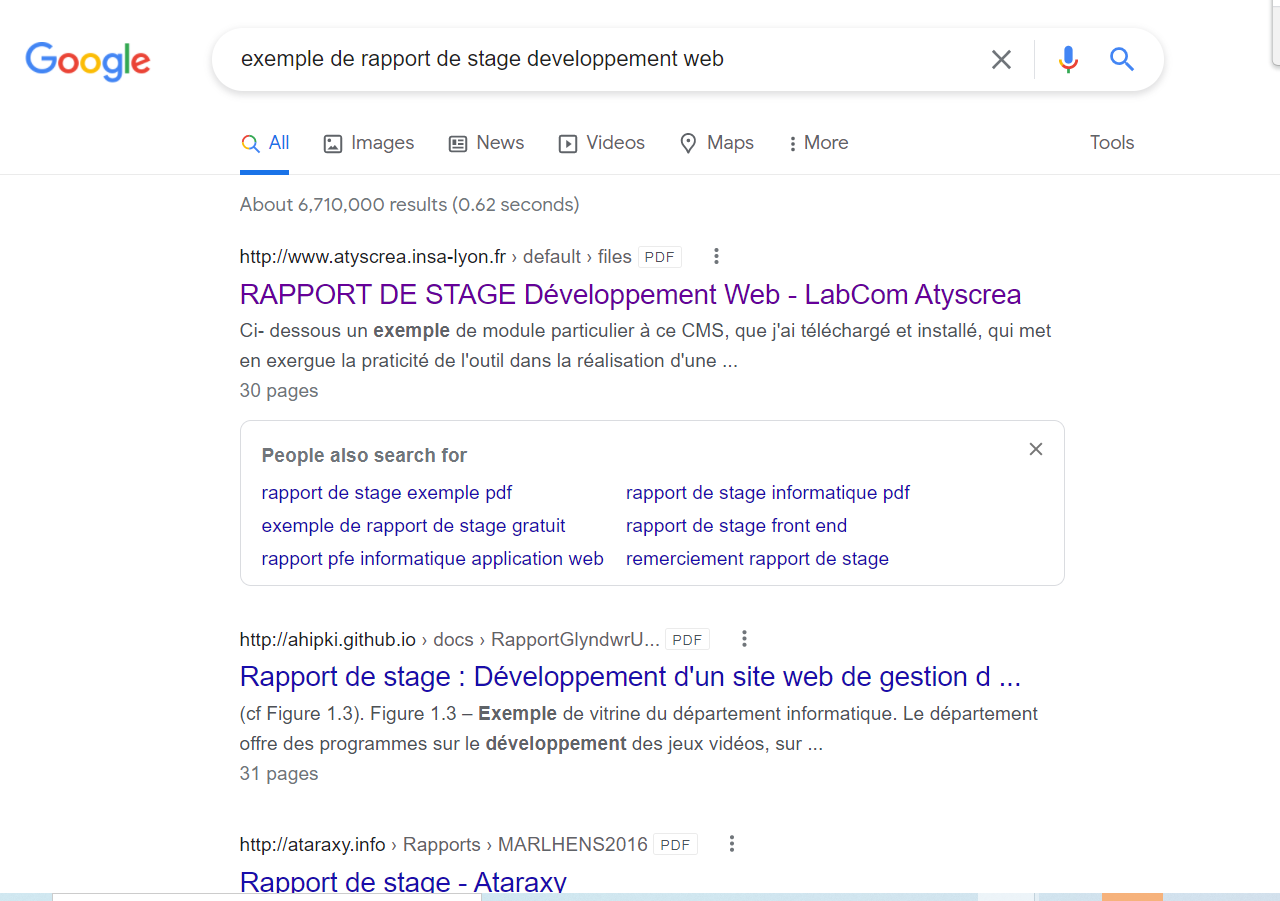 Google
exemple de rapport de stage developpement web
All Images News Videos Maps More Tools
About 6,710,000 results (0.62 seconds)
http://www.atyscrea.insa-lyon.fr › default › files PDF
RAPPORT DE STAGE Développement Web - LabCom Atyscrea
Ci- dessous un exemple de module particulier à ce CMS, que j'ai téléchargé et installé, qui met
en exergue la praticité de l'outil dans la réalisation d'une ...
30 pages
People also search for
rapport de stage exemple pdf rapport de stage informatique pdf
exemple de rapport de stage gratuit rapport de stage front end
rapport pfe informatique application web remerciement rapport de stage
http://ahipki.github.io › docs › RapportGlyndwrU... PDF
Rapport de stage : Développement d'un site web de gestion d ...
(cf Figure 1.3). Figure 1.3 – Exemple de vitrine du département informatique. Le département
offre des programmes sur le développement des jeux vidéos, sur ...
31 pages
http://ataraxy.info › Rapports › MARLHENS2016 PDF
Rapport de stage - Ataraxy